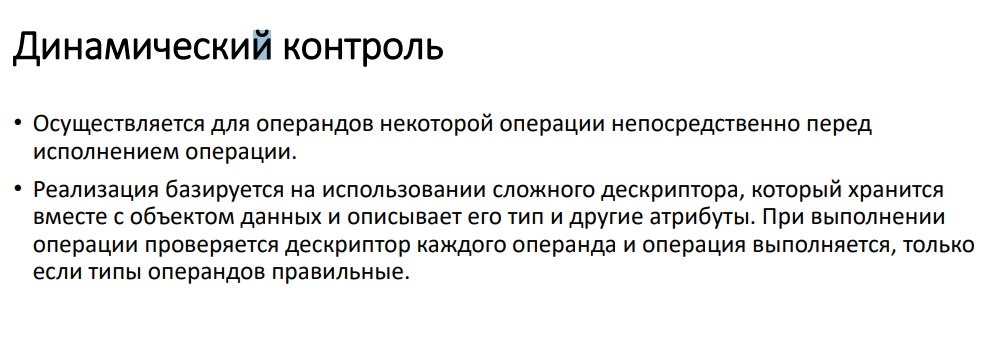 Динамический контроль
• Осуществляется для операндов некоторой операции непосредственно перед
исполнением операции.
• Реализация базируется на использовании сложного дескриптора, который хранится
вместе с объектом данных и описывает его тип и другие атрибуты. При выполнении
операции проверяется дескриптор каждого операнда и операция выполняется, только
если типы операндов правильные.